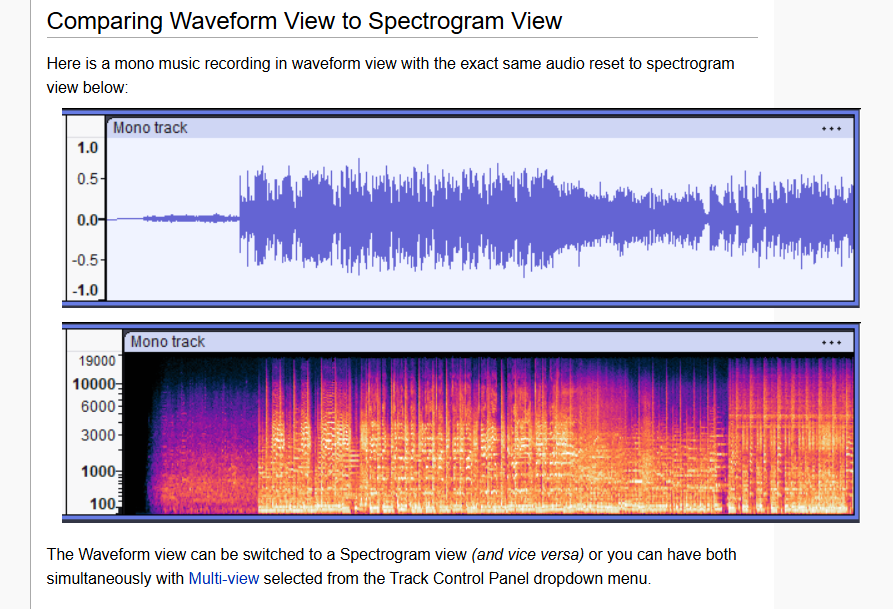 Comparing Waveform View to Spectrogram View
Here is a mono music recording in waveform view with the exact same audio reset to spectrogram
view below:
Mono track
...
1.0
0.5
0.0
-0.5
-1.0
Mono track
...
19000
10000
6000
3000
1000
100
The Waveform view can be switched to a Spectrogram view (and vice versa) or you can have both
simultaneously with Multi-view selected from the Track Control Panel dropdown menu.